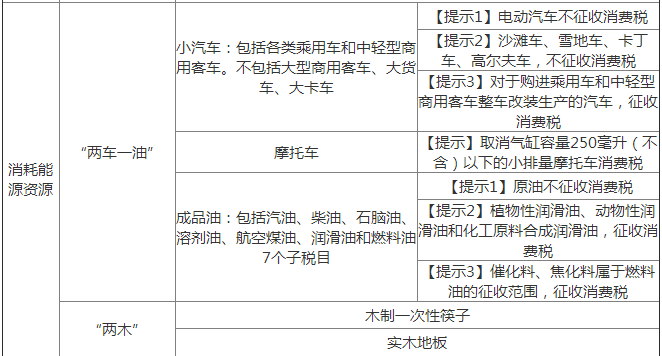 消耗能
源资源
“两车一油”
小汽车：包括各类乘用车和中轻型商
用客车。不包括大型商用客车、大货
车、大卡车
【提示1】电动汽车不征收消费税
【提示2】沙滩车、雪地车、卡丁
车、高尔夫车，不征收消费税
【提示3】对于购进乘用车和中轻型
商用客车整车改装生产的汽车，征收
消费税
摩托车
【提示】取消气缸容量250毫升（不
含）以下的小排量摩托车消费税
成品油：包括汽油、柴油、石脑油、
溶剂油、航空煤油、润滑油和燃料油
7个子税目
【提示1】原油不征收消费税
【提示2】植物性润滑油、动物性润
滑油和化工原料合成润滑油，征收消
费税
【提示3】催化料、焦化料属于燃料
油的征收范围，征收消费税
“两木”
木制一次性筷子
实木地板